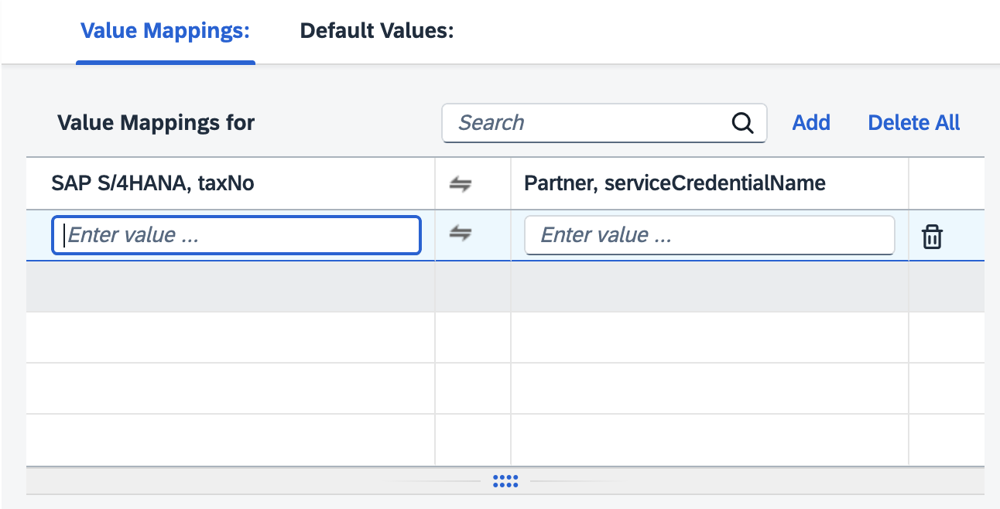 Value Mappings: Default Values:
Value Mappings for Search Add Delete All
SAP S/4HANA, taxNo Partner, serviceCredentialName
Enter value ... Enter value ...